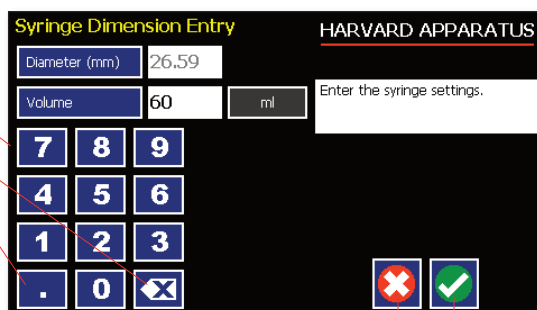 Syringe Dimension Entry
HARVARD APPARATUS
Diameter (mm) 26.59
Volume 60 ml
Enter the syringe settings.
7 8 9
4 5 6
1 2 3
. 0